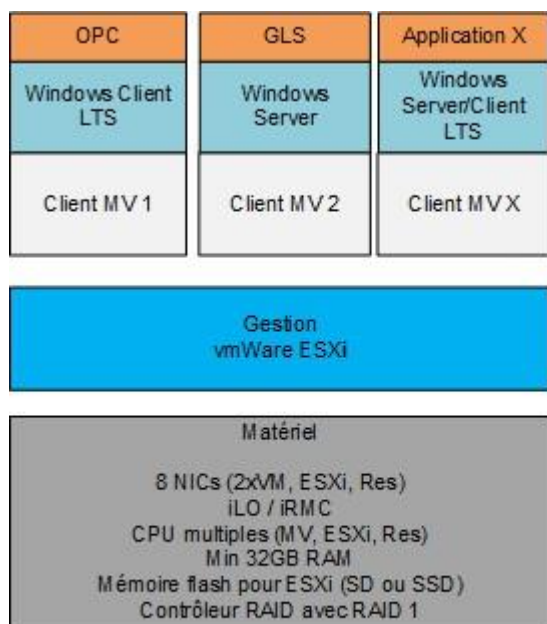 OPC
Windows Client
LTS
Client MV 1
GLS
Windows
Server
Client MV 2
Application X
Windows
Server/Client
LTS
Client MV X
Gestion
vmWare ESXi
Matériel
8 NICs (2xVM, ESXi, Res)
iLO / iRMC
CPU multiples (MV, ESXi, Res)
Min 32GB RAM
Mémoire flash pour ESXi (SD ou SSD)
Contrôleur RAID avec RAID 1